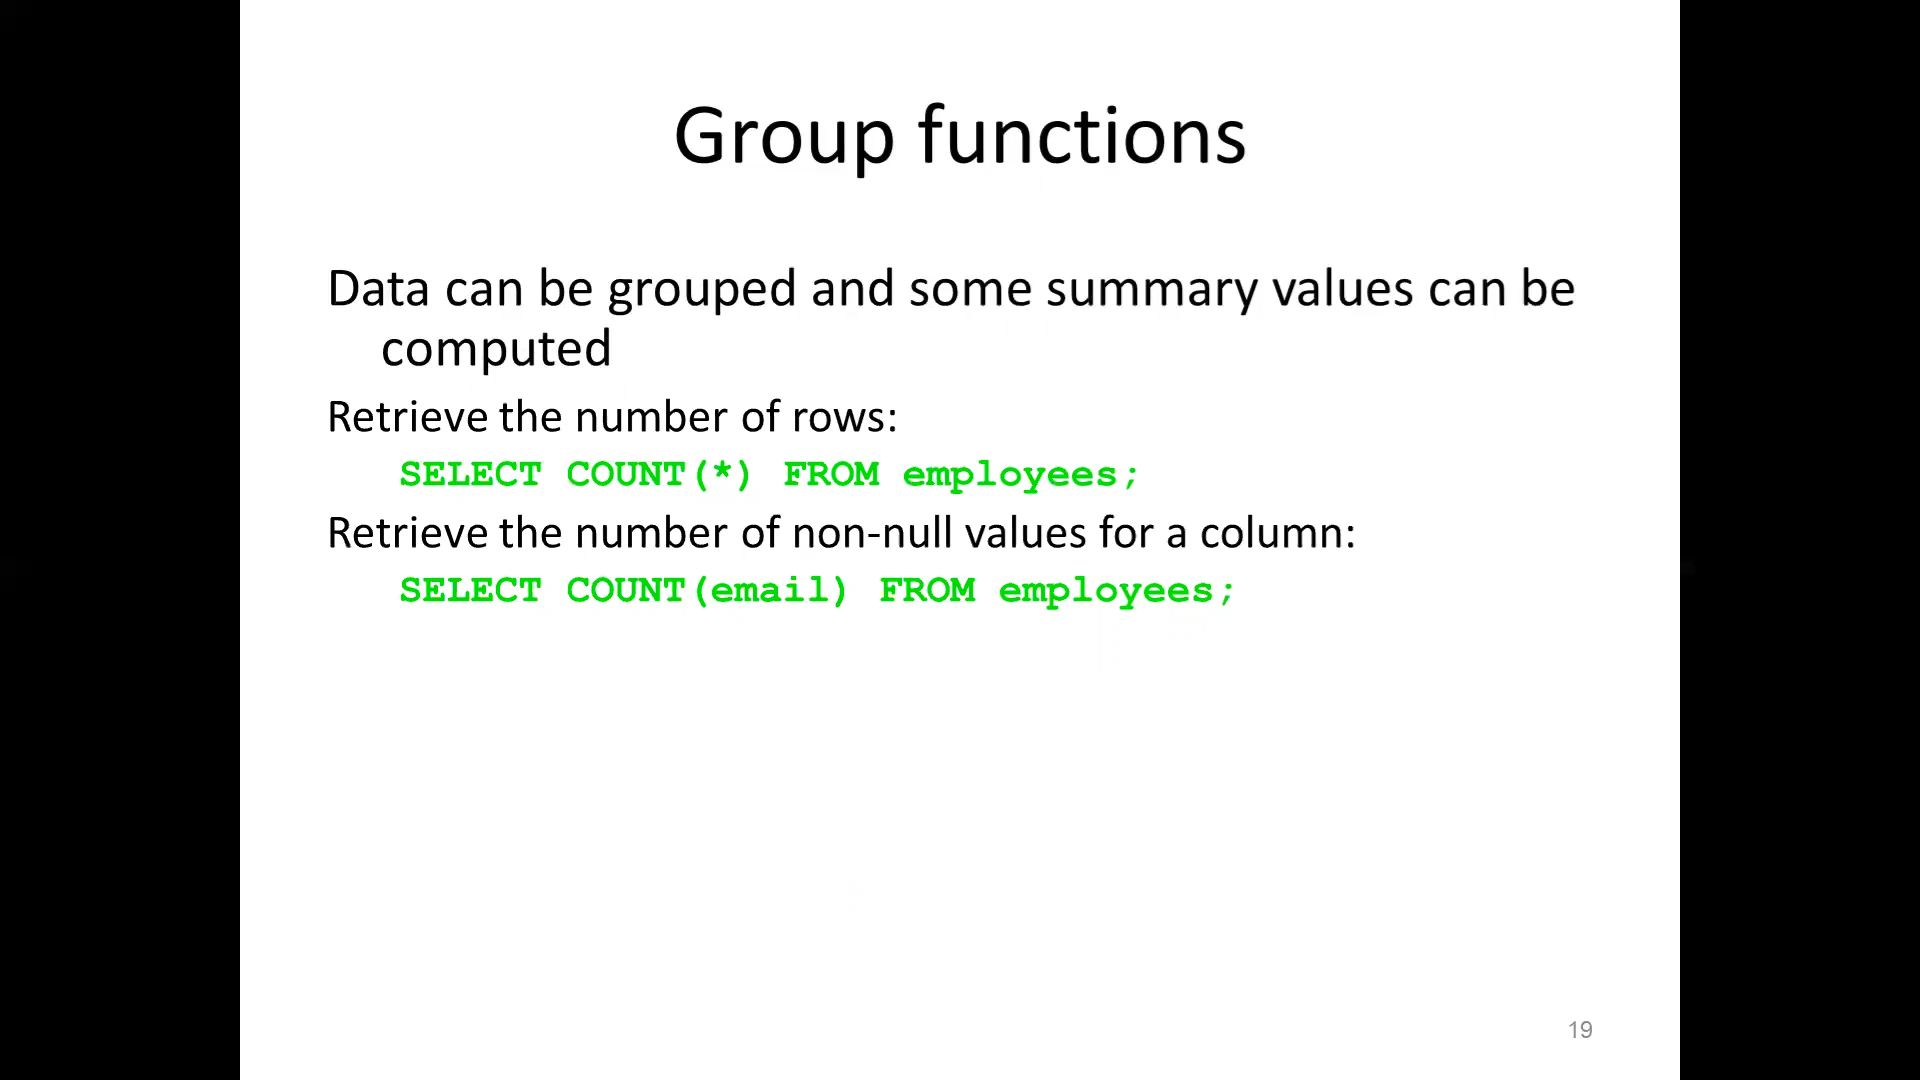 Group functions
Data can be grouped and some summary values can be
computed
Retrieve the number of rows:
SELECT COUNT(*) FROM employees;
Retrieve the number of non-null values for a column:
SELECT COUNT(email) FROM employees;
19